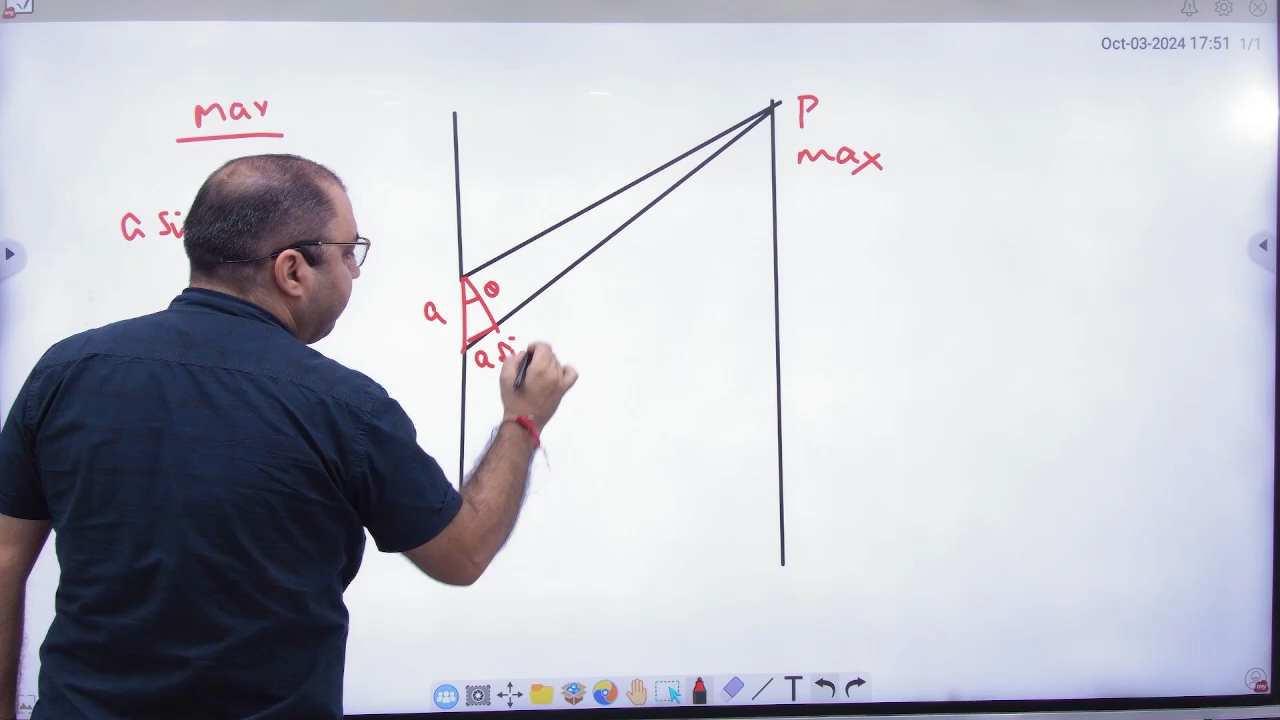 Oct-03-2024 17:51 1/1
max
P
max
a si
θ
a
a si
T